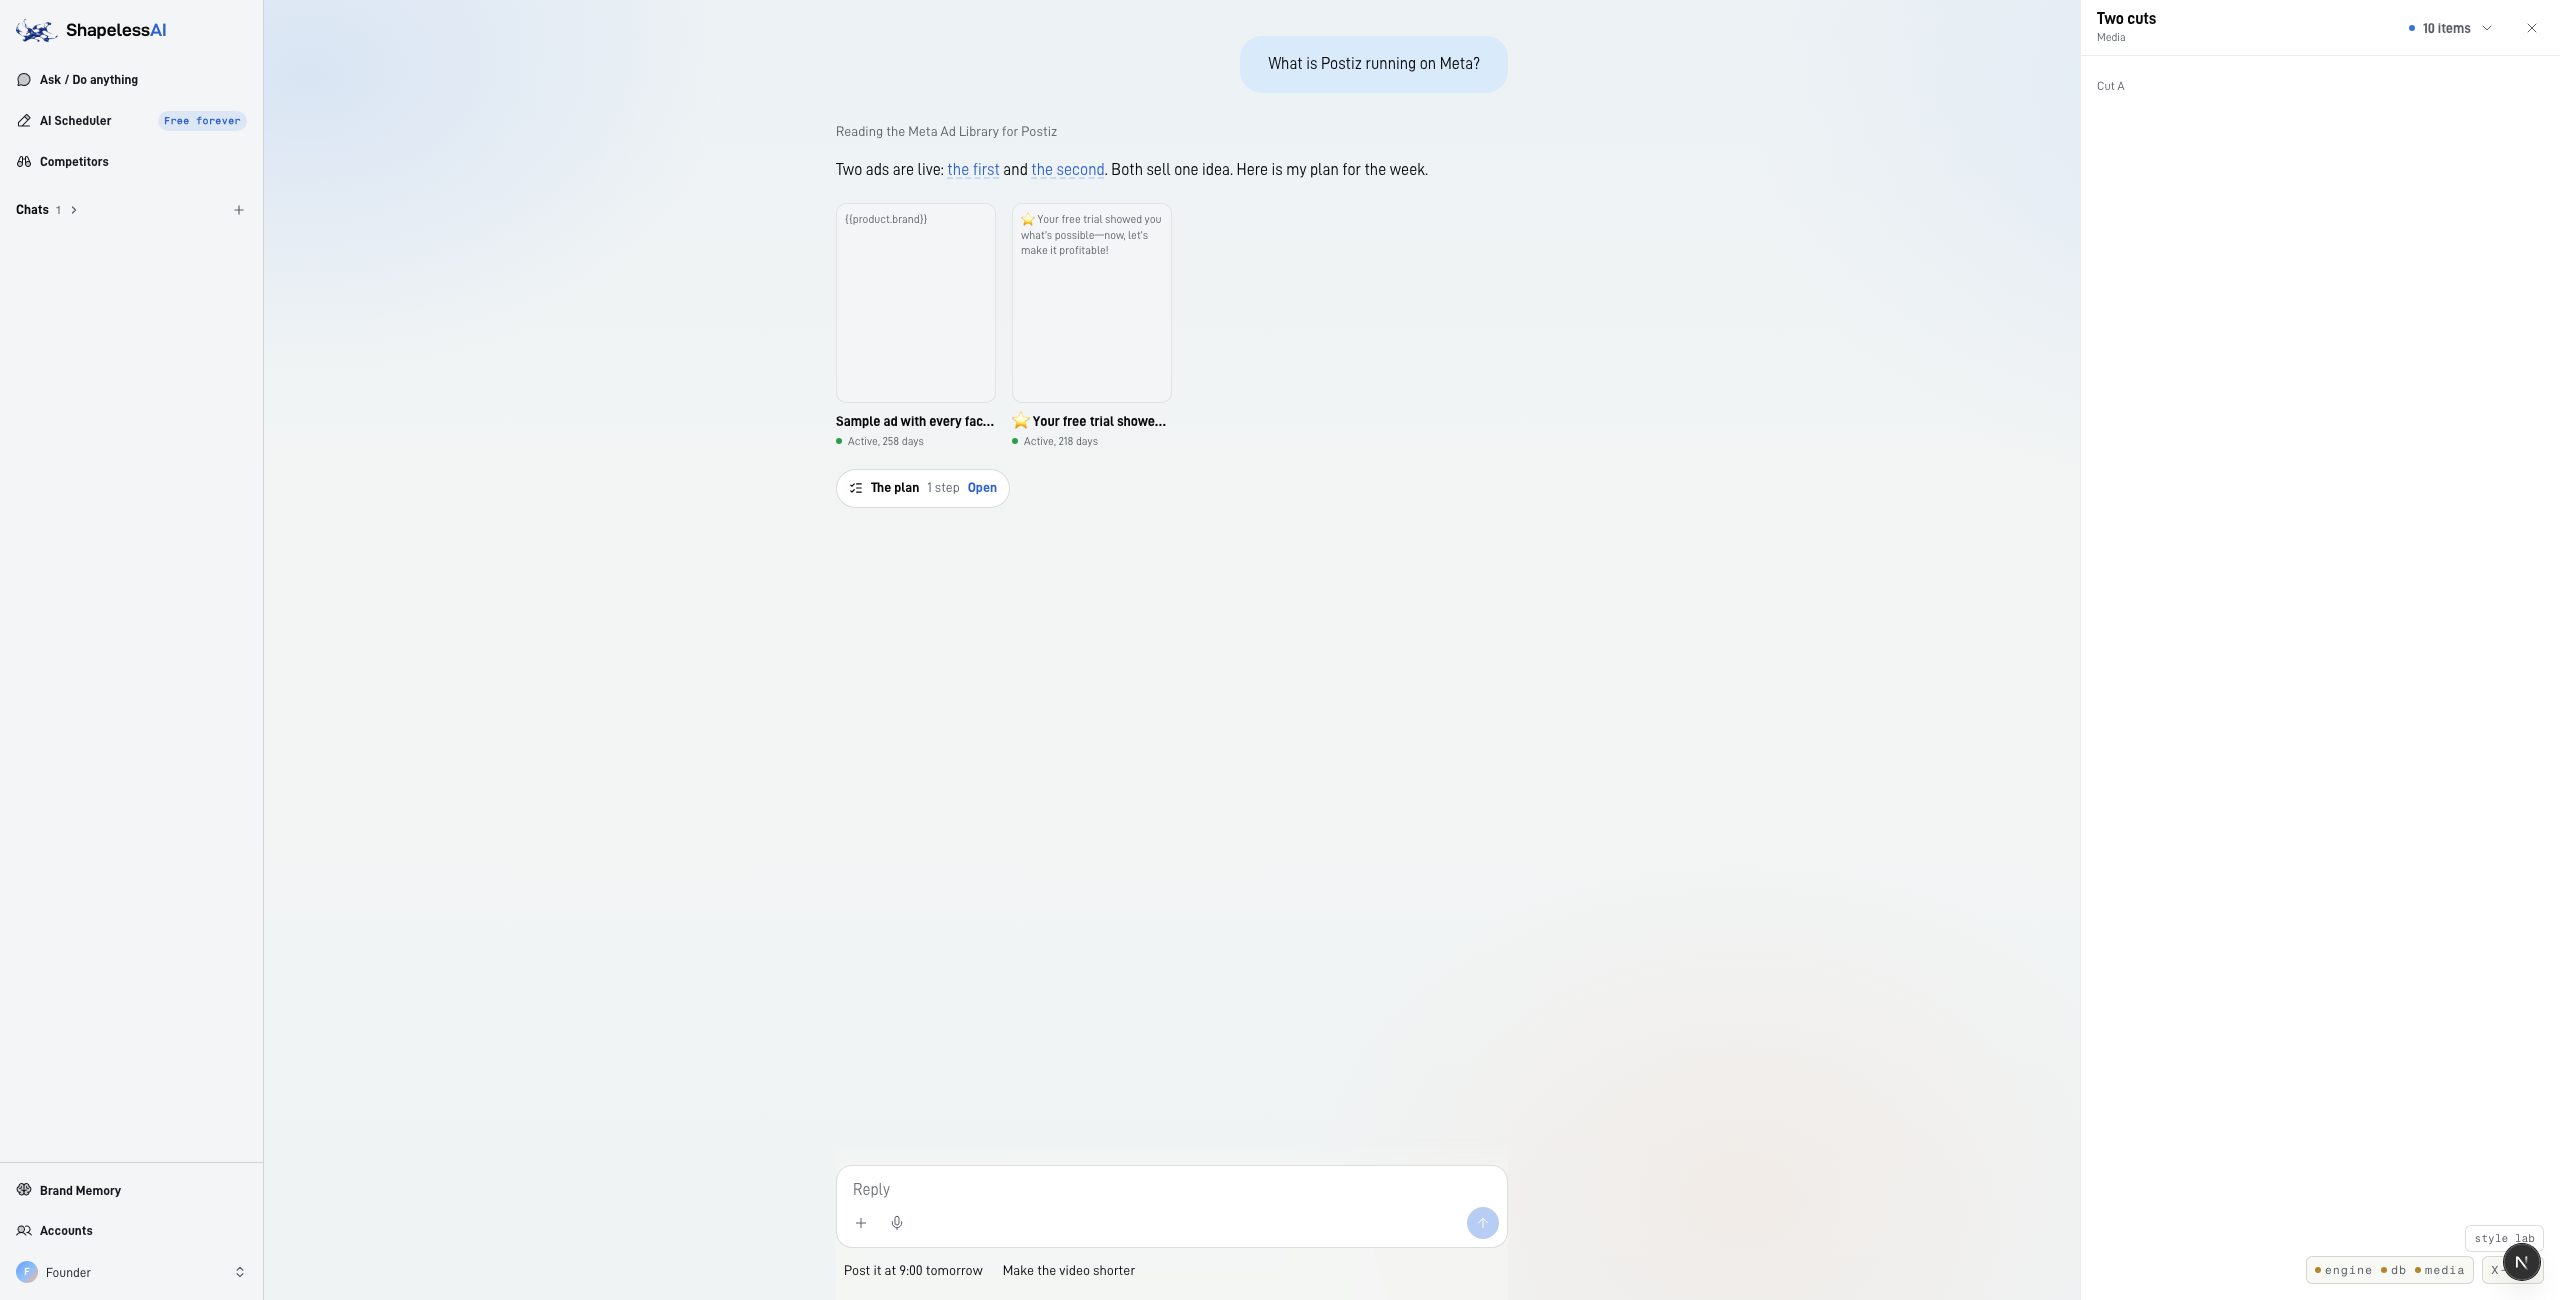 ShapelessAI
Ask / Do anything
AI Scheduler
Free forever
Competitors
Chats 1
What is Postiz running on Meta?
Reading the Meta Ad Library for Postiz
Two ads are live: the first and the second. Both sell one idea. Here is my plan for the week.
{{product.brand}}
⭐ Your free trial showed you
what's possible—now, let's
make it profitable!
Sample ad with every fac...
Active, 258 days
⭐ Your free trial showe...
Active, 218 days
The plan 1 step Open
Reply
Post it at 9:00 tomorrow
Make the video shorter
Two cuts
Media
10 items
Cut A
Brand Memory
Accounts
F
Founder
style lab
engine db media
X-
N